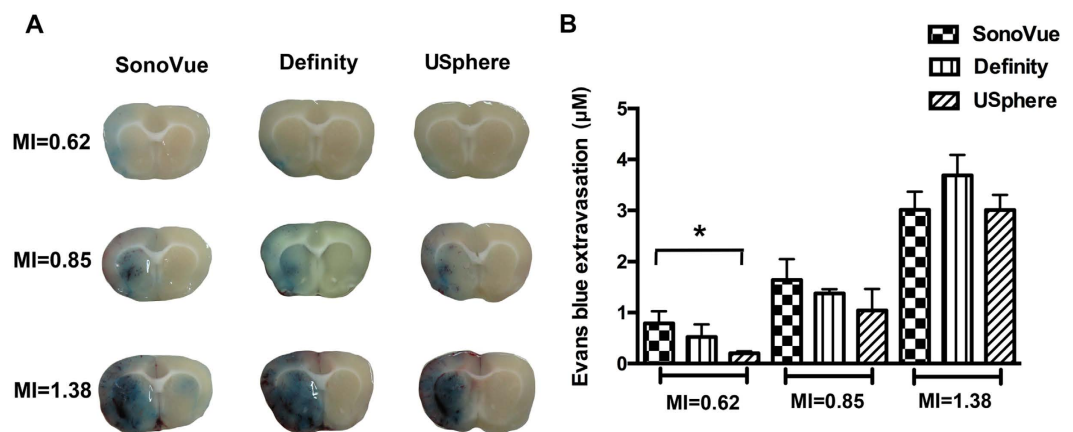 A
SonoVue Definity USphere
MI=0.62
MI=0.85
MI=1.38
B
SonoVue
Definity
USphere
Evans blue extravasation (µM)
5
4
3
2
1
0
*
MI=0.62 MI=0.85 MI=1.38